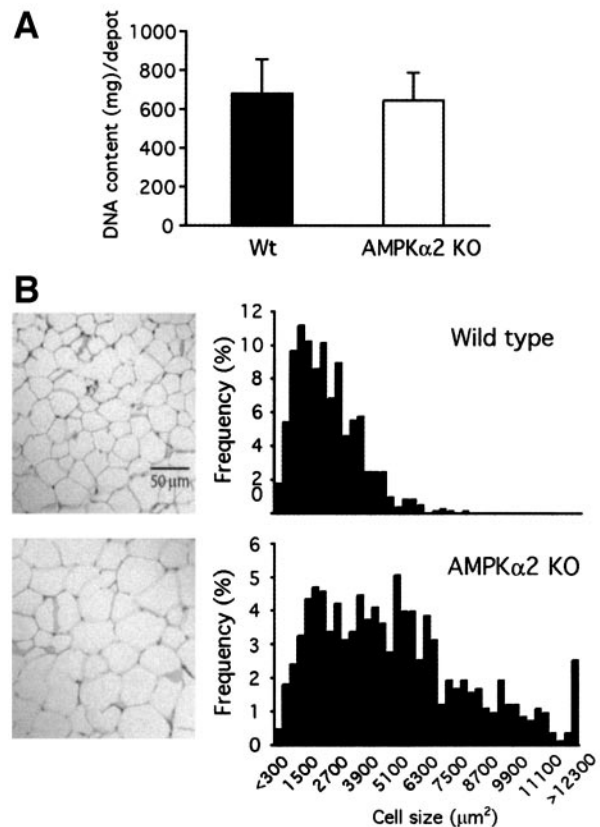 A
DNA content (mg)/depot
1000
800
600
400
200
0
Wt
AMPKα2 KO
B
50 μm
Frequency (%)
12
10
8
6
4
2
0
Wild type
Frequency (%)
6
5
4
3
2
1
0
AMPKα2 KO
<300
1500
2700
3900
5100
6300
7500
8700
9900
11100
>12300
Cell size (μm²)